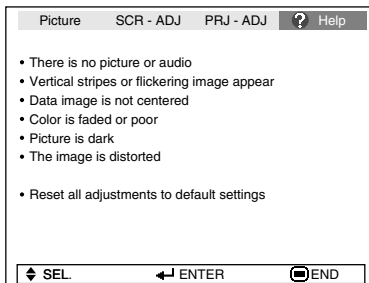 Picture SCR - ADJ PRJ - ADJ ? Help
• There is no picture or audio
• Vertical stripes or flickering image appear
• Data image is not centered
• Color is faded or poor
• Picture is dark
• The image is distorted
• Reset all adjustments to default settings
SEL. ENTER END